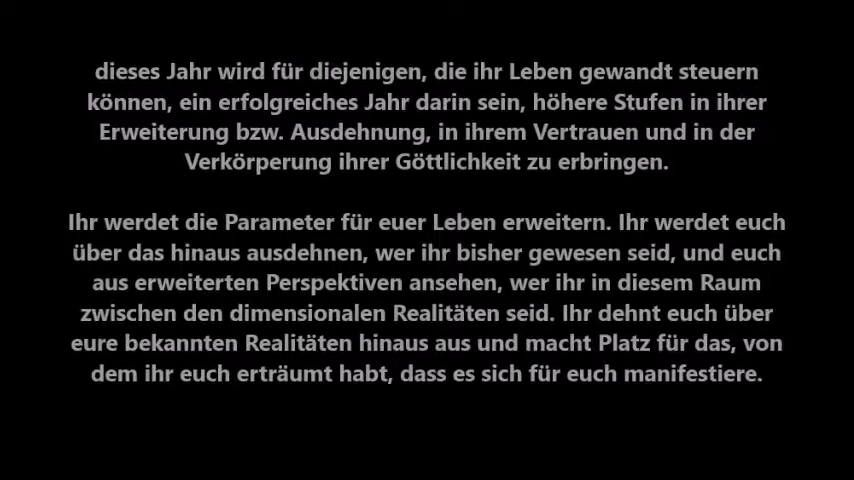 dieses Jahr wird für diejenigen, die ihr Leben gewandt steuern
können, ein erfolgreiches Jahr darin sein, höhere Stufen in ihrer
Erweiterung bzw. Ausdehnung, in ihrem Vertrauen und in der
Verkörperung ihrer Göttlichkeit zu erbringen.
Ihr werdet die Parameter für euer Leben erweitern. Ihr werdet euch
über das hinaus ausdehnen, wer ihr bisher gewesen seid, und euch
aus erweiterten Perspektiven ansehen, wer ihr in diesem Raum
zwischen den dimensionalen Realitäten seid. Ihr dehnt euch über
eure bekannten Realitäten hinaus aus und macht Platz für das, von
dem ihr euch erträumt habt, dass es sich für euch manifestiere.